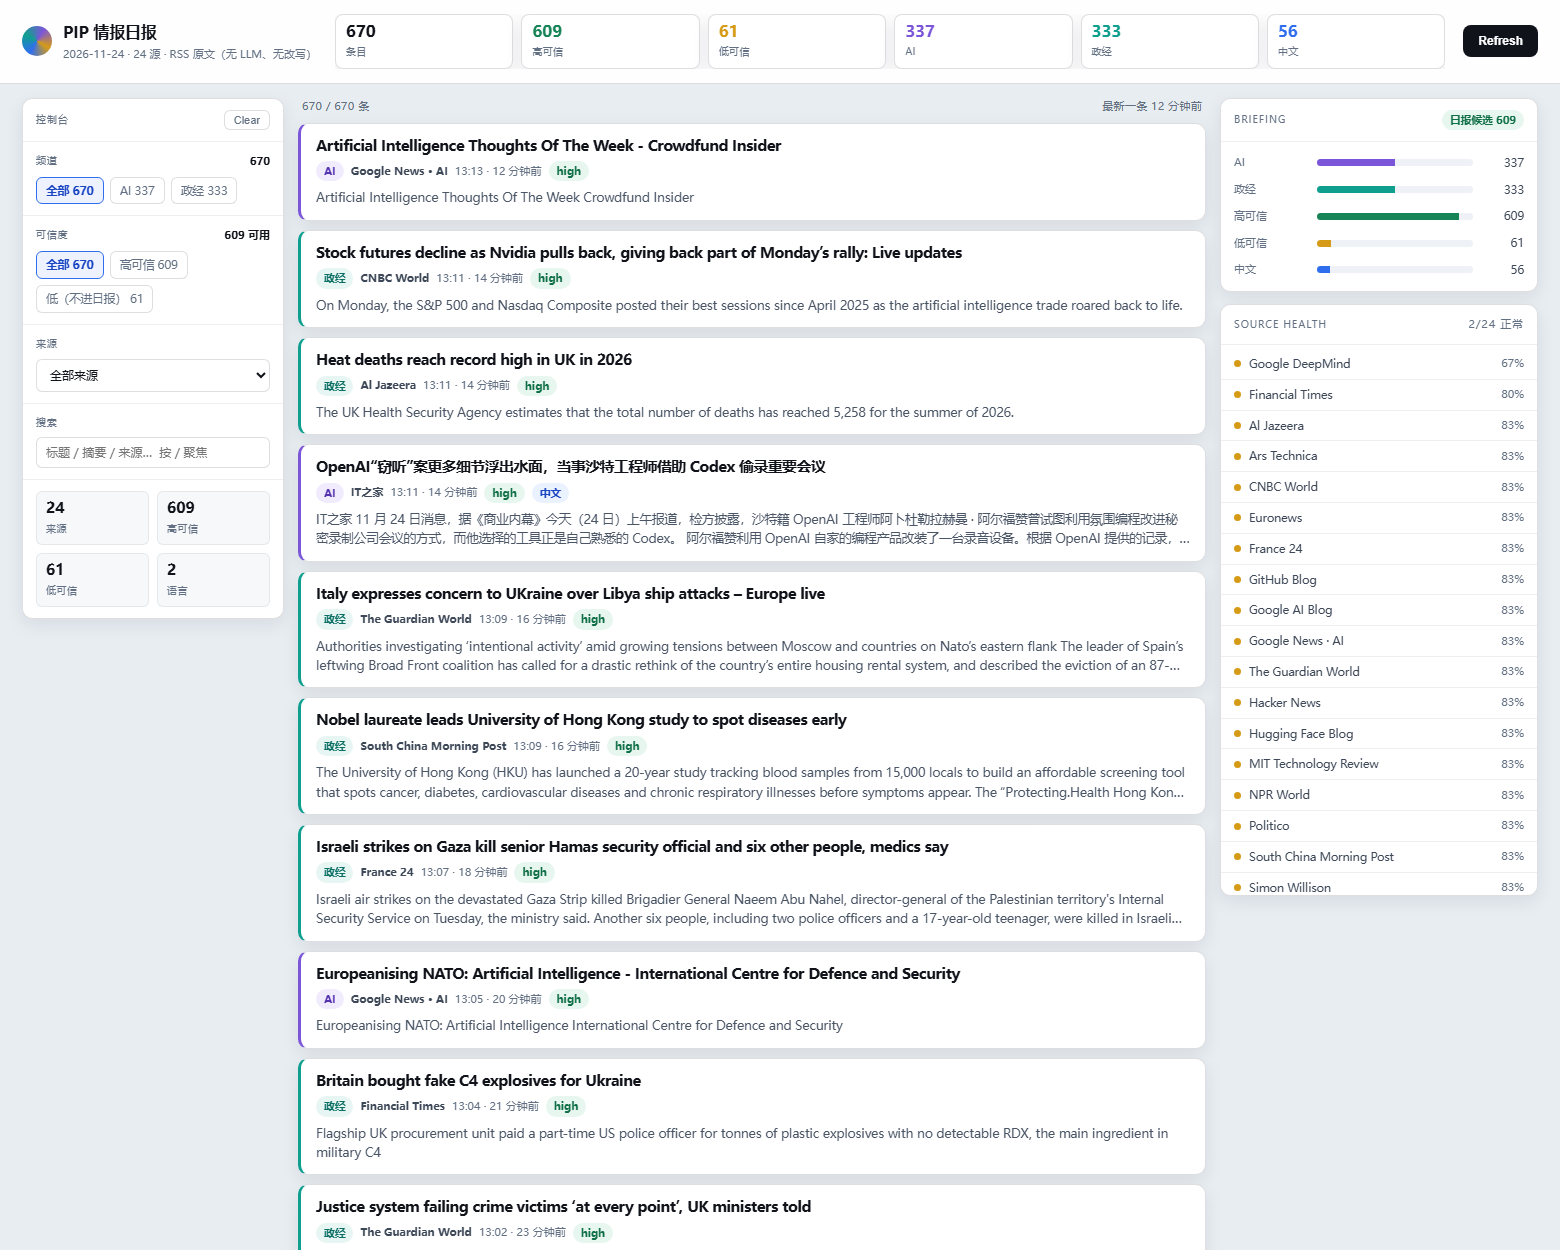 PIP 情报日报
2026-11-24 · 24 源 · RSS 原文（无 LLM、无改写）
670
条目
609
高可信
61
低可信
337
AI
333
政经
56
中文
Refresh
控制台
Clear
频道
670
全部 670
AI 337
政经 333
可信度
609 可用
全部 670
高可信 609
低（不进日报） 61
来源
全部来源
搜索
标题 / 摘要 / 来源... 按 / 聚焦
24
来源
609
高可信
61
低可信
2
语言
670 / 670 条
最新一条 12 分钟前
Artificial Intelligence Thoughts Of The Week - Crowdfund Insider
AI Google News • AI 13:13 · 12 分钟前 high
Artificial Intelligence Thoughts Of The Week Crowdfund Insider
Stock futures decline as Nvidia pulls back, giving back part of Monday’s rally: Live updates
政经 CNBC World 13:11 · 14 分钟前 high
On Monday, the S&P 500 and Nasdaq Composite posted their best sessions since April 2025 as the artificial intelligence trade roared back to life.
Heat deaths reach record high in UK in 2026
政经 Al Jazeera 13:11 · 14 分钟前 high
The UK Health Security Agency estimates that the total number of deaths has reached 5,258 for the summer of 2026.
OpenAI“窃听”案更多细节浮出水面，当事沙特工程师借助 Codex 偷录重要会议
AI IT之家 13:11 · 14 分钟前 high 中文
IT之家 11 月 24 日消息，据《商业内幕》今天（24 日）上午报道，检方披露，沙特籍 OpenAI 工程师阿卜杜勒拉赫曼 · 阿尔福赞曾试图利用氛围编程改进秘
密录制公司会议的方式，而他选择的工具正是自己熟悉的 Codex。 阿尔福赞利用 OpenAI 自家的编程产品改装了一台录音设备。根据 OpenAI 提供的记录，...
Italy expresses concern to UKraine over Libya ship attacks – Europe live
政经 The Guardian World 13:09 · 16 分钟前 high
Authorities investigating ‘intentional activity’ amid growing tensions between Moscow and countries on Nato’s eastern flank The leader of Spain’s
leftwing Broad Front coalition has called for a drastic rethink of the country’s entire housing rental system, and described the eviction of an 87-...
Nobel laureate leads University of Hong Kong study to spot diseases early
政经 South China Morning Post 13:09 · 16 分钟前 high
The University of Hong Kong (HKU) has launched a 20-year study tracking blood samples from 15,000 locals to build an affordable screening tool
that spots cancer, diabetes, cardiovascular diseases and chronic respiratory illnesses before symptoms appear. The “Protecting.Health Hong Kon...
Israeli strikes on Gaza kill senior Hamas security official and six other people, medics say
政经 France 24 13:07 · 18 分钟前 high
Israeli air strikes on the devastated Gaza Strip killed Brigadier General Naeem Abu Nahel, director-general of the Palestinian territory's Internal
Security Service on Tuesday, the ministry said. Another six people, including two police officers and a 17-year-old teenager, were killed in Israeli...
Europeanising NATO: Artificial Intelligence - International Centre for Defence and Security
AI Google News • AI 13:05 · 20 分钟前 high
Europeanising NATO: Artificial Intelligence International Centre for Defence and Security
Britain bought fake C4 explosives for Ukraine
政经 Financial Times 13:04 · 21 分钟前 high
Flagship UK procurement unit paid a part-time US police officer for tonnes of plastic explosives with no detectable RDX, the main ingredient in
military C4
Justice system failing crime victims ‘at every point’, UK ministers told
政经 The Guardian World 13:02 · 23 分钟前 high
BRIEFING
日报候选 609
AI 337
政经 333
高可信 609
低可信 61
中文 56
SOURCE HEALTH
2/24 正常
Google DeepMind 67%
Financial Times 80%
Al Jazeera 83%
Ars Technica 83%
CNBC World 83%
Euronews 83%
France 24 83%
GitHub Blog 83%
Google AI Blog 83%
Google News · AI 83%
The Guardian World 83%
Hacker News 83%
Hugging Face Blog 83%
MIT Technology Review 83%
NPR World 83%
Politico 83%
South China Morning Post 83%
Simon Willison 83%